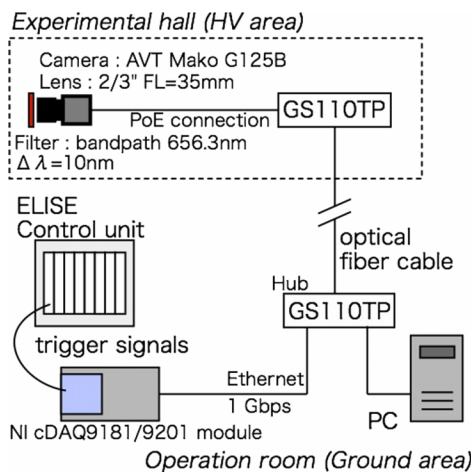 Experimental hall (HV area)
Camera : AVT Mako G125B
Lens : 2/3" FL=35mm
PoE connection
GS110TP
Filter : bandpath 656.3nm
Δλ=10nm
ELISE
Control unit
optical
fiber cable
Hub
GS110TP
trigger signals
Ethernet
1 Gbps
PC
NI cDAQ9181/9201 module
Operation room (Ground area)